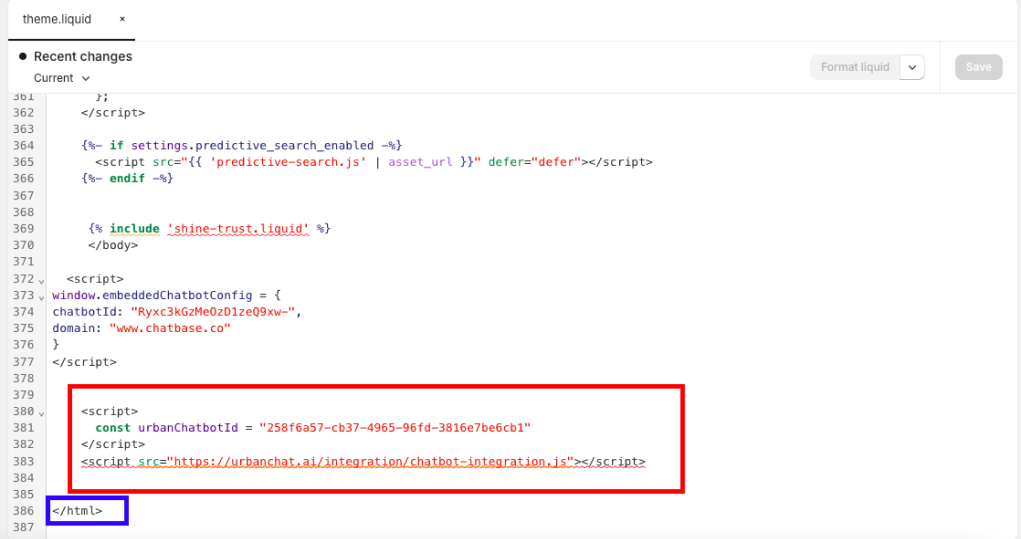 theme.liquid ×
● Recent changes
Current
Format liquid
Save
361 };
362 </script>
363
364 {%- if settings.predictive_search_enabled -%}
365 <script src="{{ 'predictive-search.js' | asset_url }}" defer="defer"></script>
366 {%- endif -%}
367
368
369 {% include 'shine-trust.liquid' %}
370 </body>
371
372 <script>
373 window.embeddedChatbotConfig = {
374 chatbotId: "Ryxc3kGzMeOzD1zeQ9xw-",
375 domain: "www.chatbase.co"
376 }
377 </script>
378
379
380 <script>
381 const urbanChatbotId = "258f6a57-cb37-4965-96fd-3816e7be6cb1"
382 </script>
383 <script src="https://urbanchat.ai/integration/chatbot-integration.js"></script>
384
385
386 </html>
387